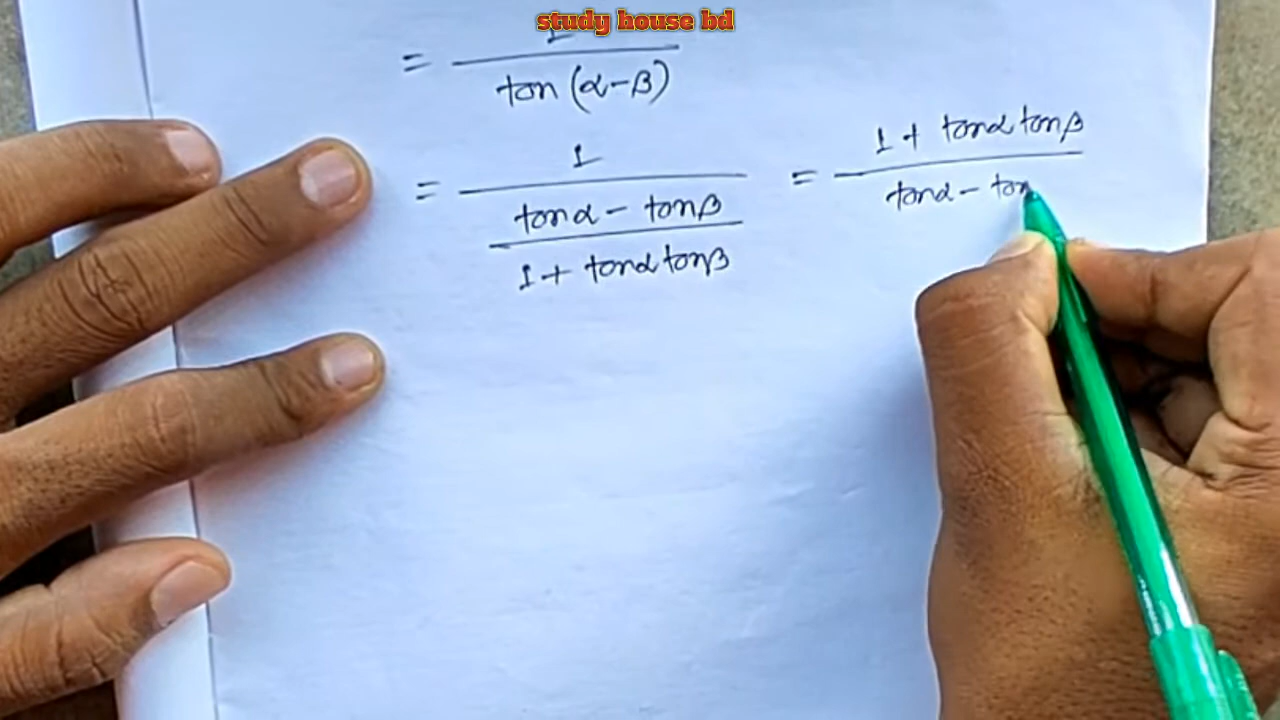 study house bd
= 1 / tan (α-β)
= 1 / ((tanα - tanβ) / (1 + tanα tanβ)) = (1 + tanα tanβ) / (tanα - tan